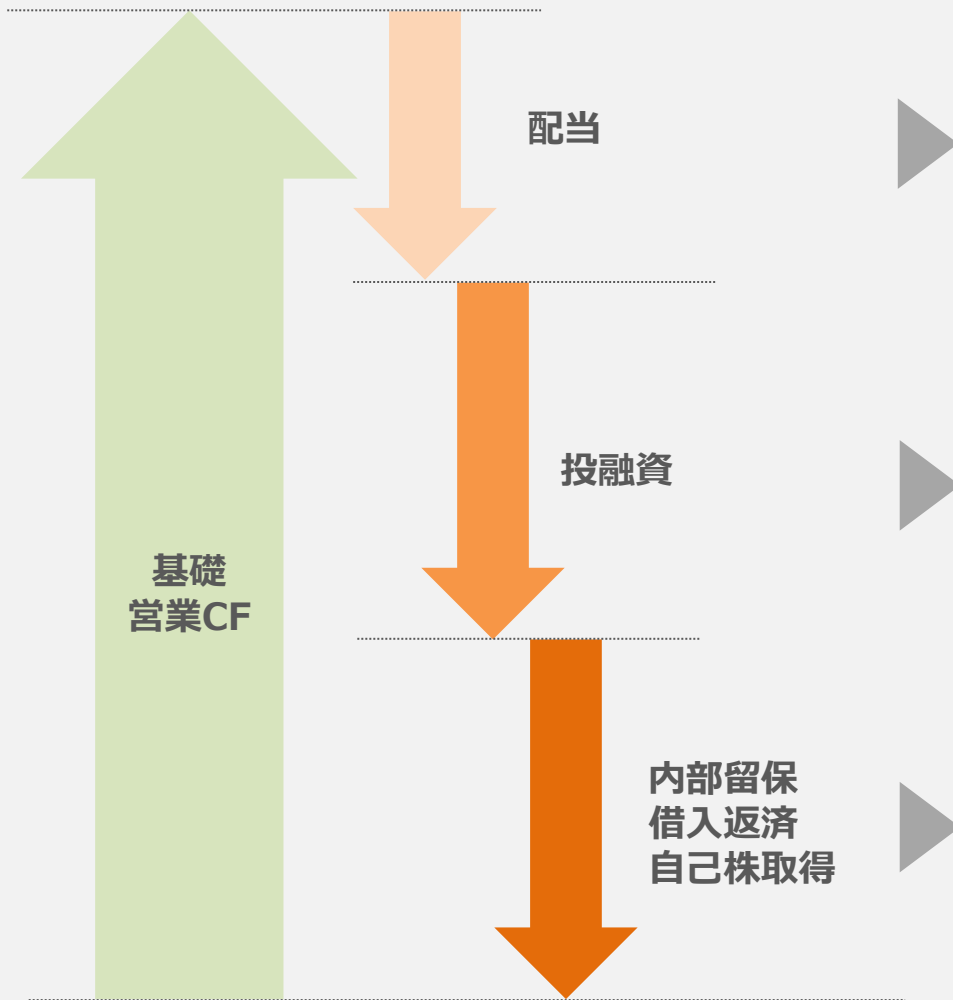 配当
投融資
基礎
営業CF
内部留保
借入返済
自己株取得